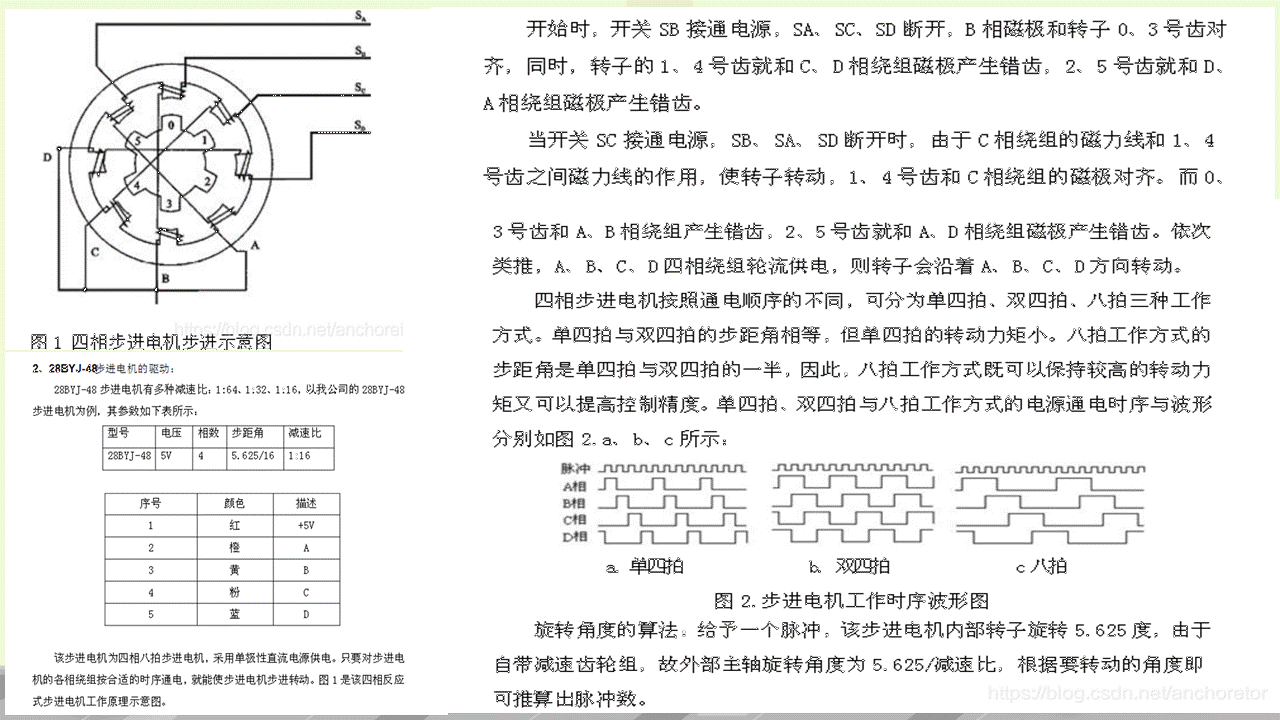 S_A
S_B
S_C
S_D
0
1
5
D
4
2
3
C
A
B
https://blog.csdn.net/anchorei
图 1 四相步进电机步进示意图
2、28BYJ-48步进电机的驱动：
28BYJ-48 步进电机有多种减速比：1:64、1:32、1:16，以我公司的 28BYJ-48
步进电机为例，其参数如下表所示：
型号 电压 相数 步距角 减速比
28BYJ-48 5V 4 5.625/16 1:16
序号 颜色 描述
1 红 +5V
2 橙 A
3 黄 B
4 粉 C
5 蓝 D
该步进电机为四相八拍步进电机，采用单极性直流电源供电。只要对步进电
机的各相绕组按合适的时序通电，就能使步进电机步进转动。图 1 是该四相反应
式步进电机工作原理示意图。
开始时，开关 SB 接通电源，SA、SC、SD 断开，B 相磁极和转子 0、3 号齿对
齐，同时，转子的 1、4 号齿就和 C、D 相绕组磁极产生错齿，2、5 号齿就和 D、
A 相绕组磁极产生错齿。
当开关 SC 接通电源，SB、SA、SD 断开时，由于 C 相绕组的磁力线和 1、4
号齿之间磁力线的作用，使转子转动，1、4 号齿和 C 相绕组的磁极对齐。而 0、
3 号齿和 A、B 相绕组产生错齿，2、5 号齿就和 A、D 相绕组磁极产生错齿。依次
类推，A、B、C、D 四相绕组轮流供电，则转子会沿着 A、B、C、D 方向转动。
四相步进电机按照通电顺序的不同，可分为单四拍、双四拍、八拍三种工作
方式。单四拍与双四拍的步距角相等，但单四拍的转动力矩小。八拍工作方式的
步距角是单四拍与双四拍的一半，因此，八拍工作方式既可以保持较高的转动力
矩又可以提高控制精度。单四拍、双四拍与八拍工作方式的电源通电时序与波形
分别如图 2.a、b、c 所示：
脉冲
A相
B相
C相
D相
a. 单四拍 b. 双四拍 c 八拍
图 2.步进电机工作时序波形图
旋转角度的算法：给予一个脉冲，该步进电机内部转子旋转 5.625 度，由于
自带减速齿轮组，故外部主轴旋转角度为 5.625/减速比，根据要转动的角度即
可推算出脉冲数。
https://blog.csdn.net/anchoretor